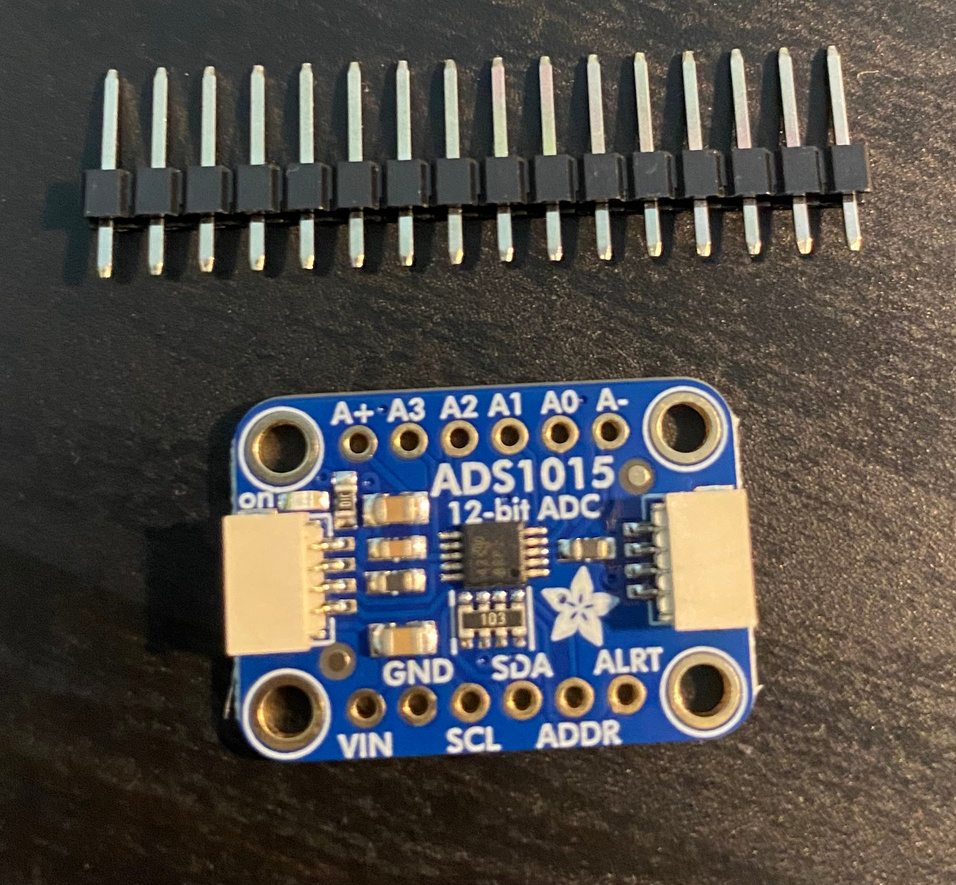 A+ A3 A2 A1 A0 A-
ADS1015
12-bit ADC
on
103
GND SDA ALRT
VIN SCL ADDR